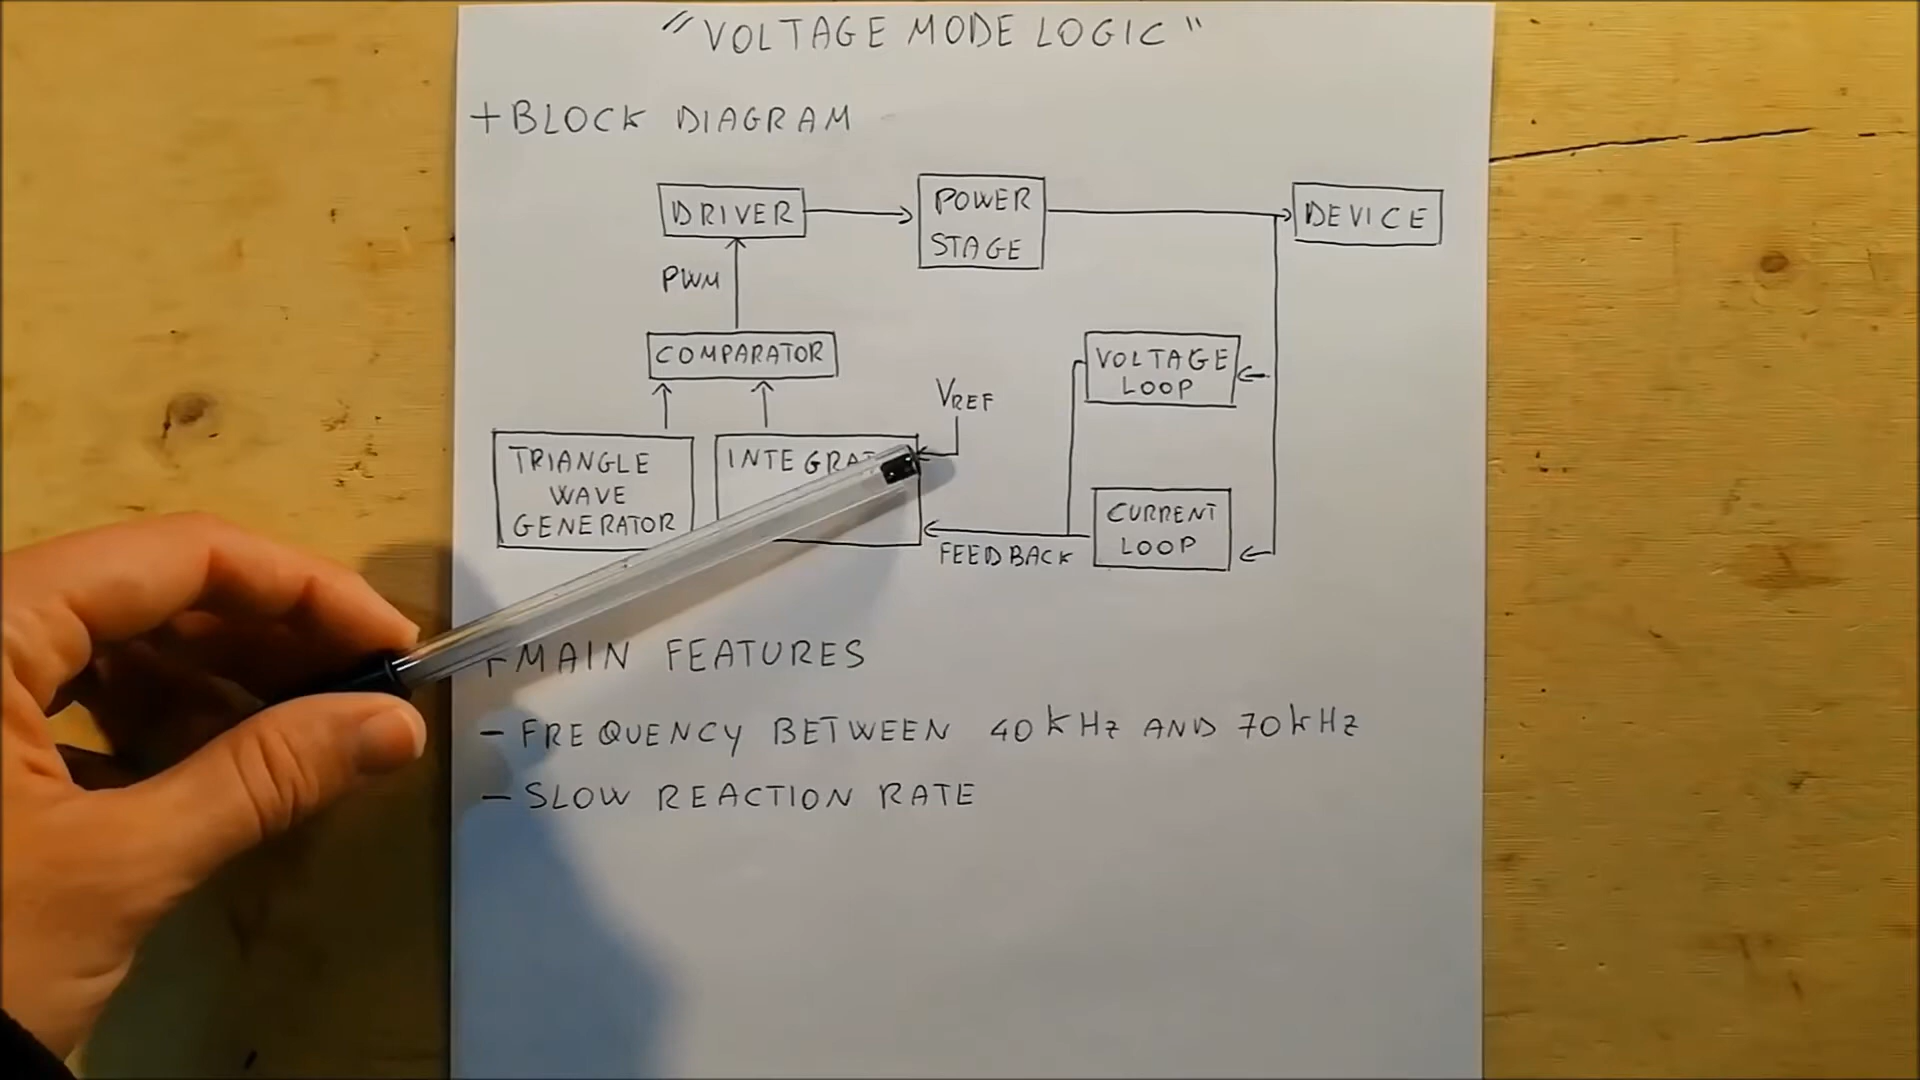 "VOLTAGE MODE LOGIC"
+ BLOCK DIAGRAM
DRIVER
POWER
STAGE
DEVICE
PWM
COMPARATOR
VOLTAGE
LOOP
VREF
TRIANGLE
WAVE
GENERATOR
CURRENT
LOOP
FEEDBACK
+ MAIN FEATURES
- FREQUENCY BETWEEN 40kHz AND 70kHz
- SLOW REACTION RATE